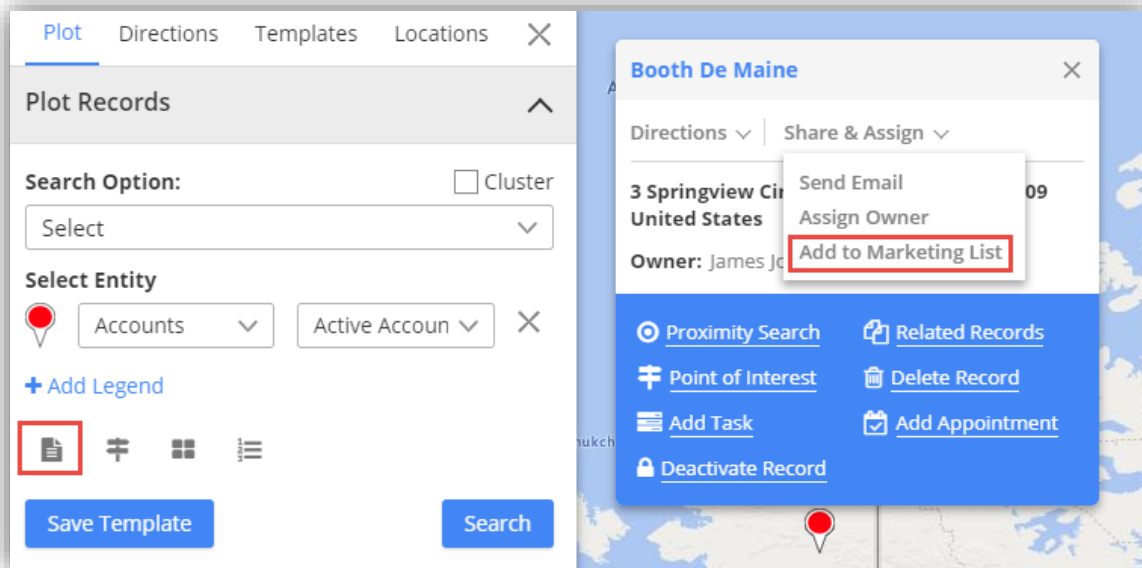 Plot Directions Templates Locations
Plot Records
Search Option: Cluster
Select
Select Entity
Accounts Active Accoun
+ Add Legend
Save Template Search
Booth De Maine
Directions Share & Assign
Send Email
Assign Owner
Add to Marketing List
3 Springview 09
United States
Owner: James
Proximity Search Related Records
Point of Interest Delete Record
Add Task Add Appointment
Deactivate Record